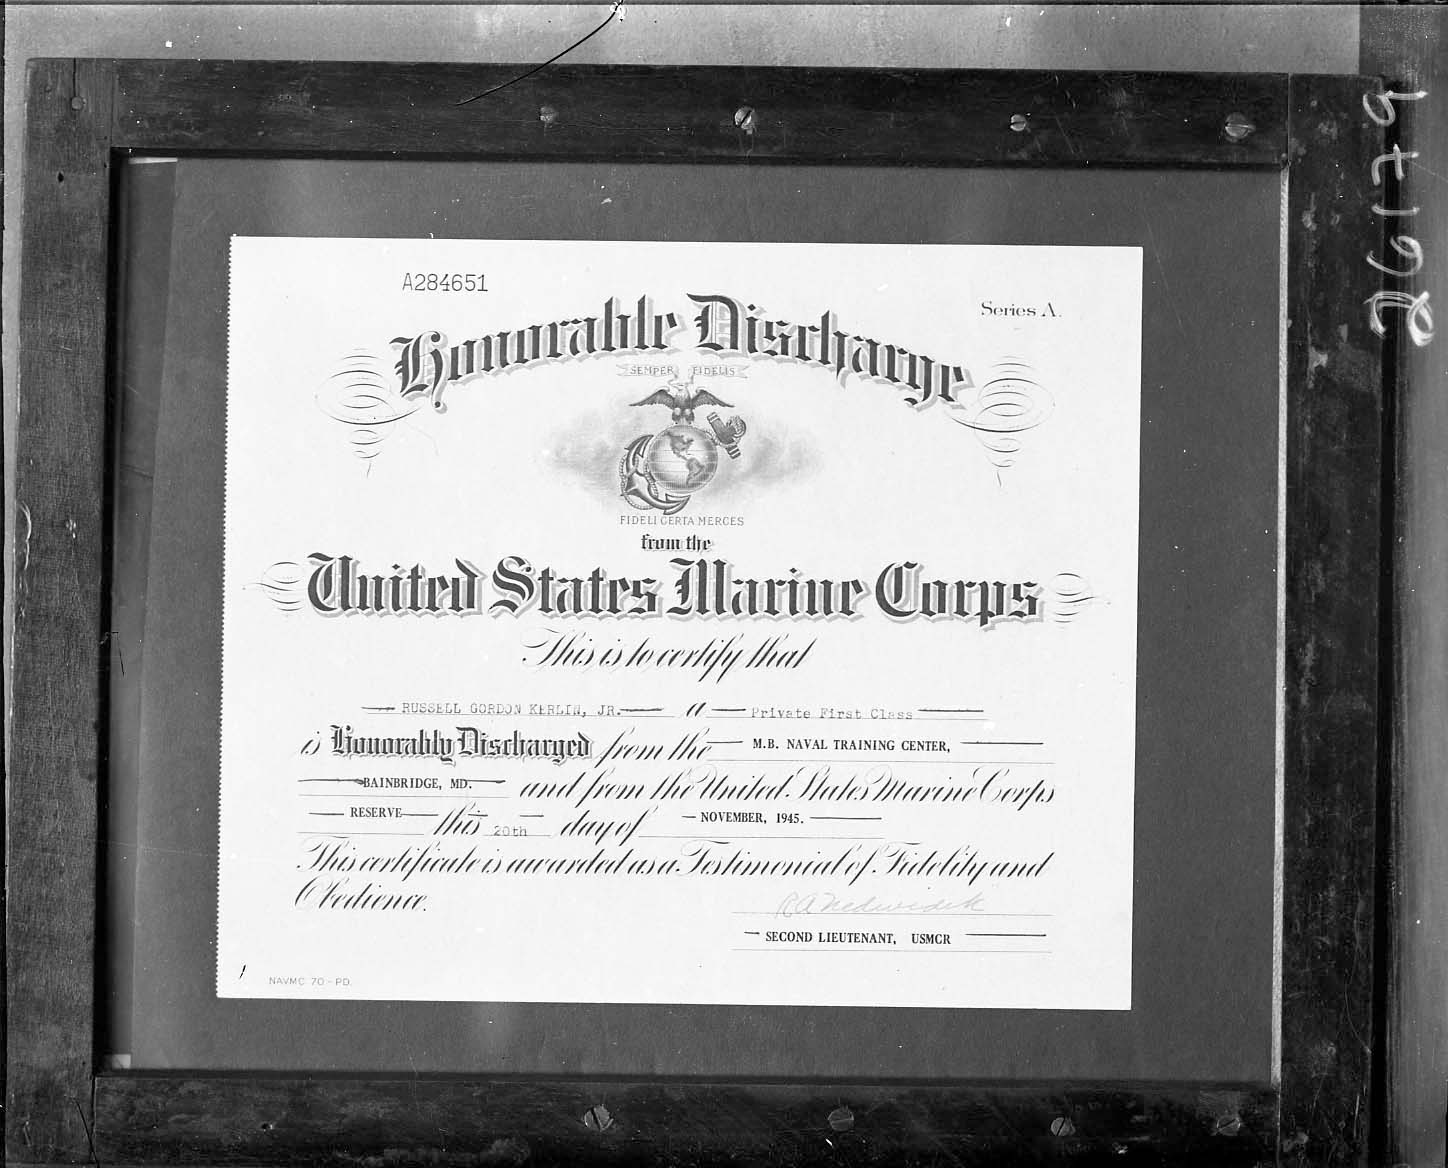 A284651
Series A.
Honorable Discharge
SEMPER FIDELIS
FIDELI CERTA MERCES
from the
United States Marine Corps
This is to certify that
RUSSELL GORDON KERLIN, JR. a Private First Class
is Honorably Discharged from the M.B. NAVAL TRAINING CENTER,
BAINBRIDGE, MD. and from the United States Marine Corps
RESERVE this 20th day of NOVEMBER, 1945.
This certificate is awarded as a Testimonial of Fidelity and
Obedience.
SECOND LIEUTENANT, USMCR
NAVMC 70-PD.